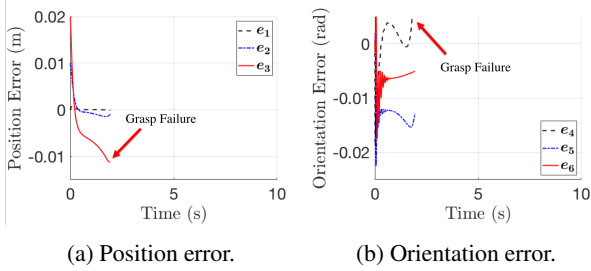 0.02
0.01
0
-0.01
Position Error (m)
e1
e2
e3
Grasp Failure
0
5
10
Time (s)
(a) Position error.
0
-0.01
-0.02
Orientation Error (rad)
Grasp Failure
e4
e5
e6
0
5
10
Time (s)
(b) Orientation error.